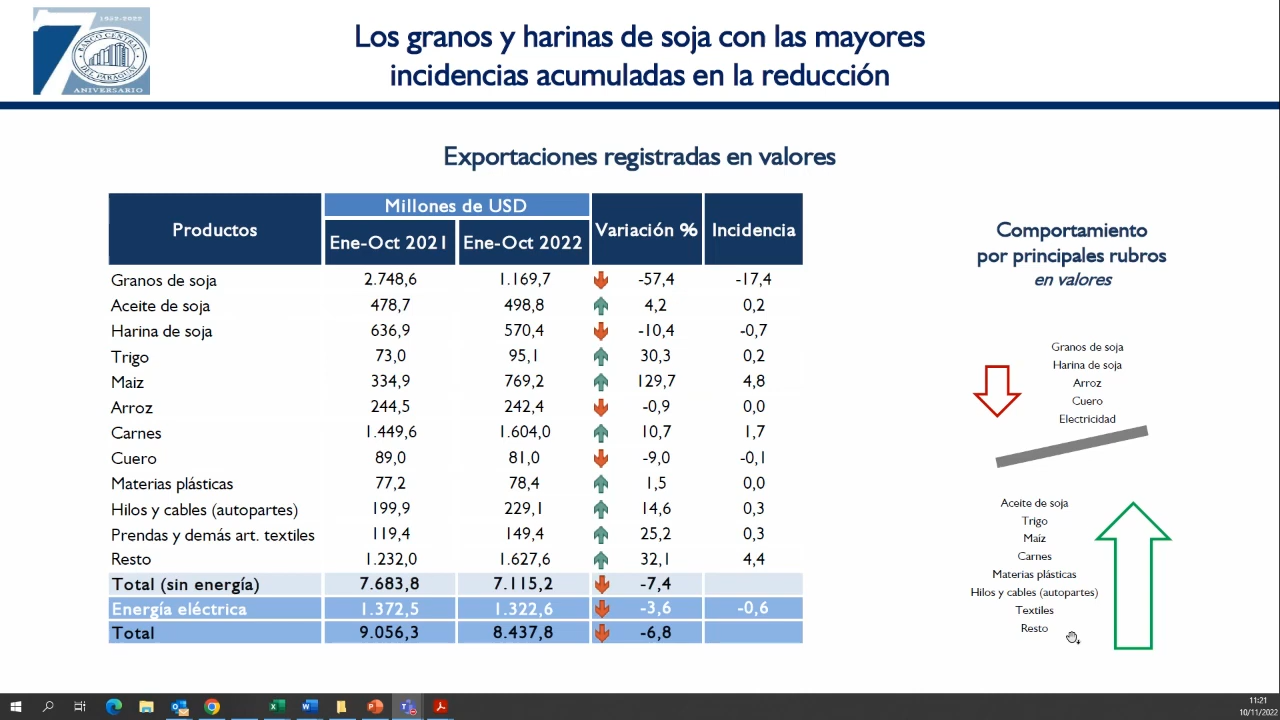 1952-2022
BANCO CENTRAL
DEL PARAGUAY
ANIVERSARIO
Los granos y harinas de soja con las mayores
incidencias acumuladas en la reducción
Exportaciones registradas en valores
Productos Millones de USD Variación % Incidencia
Ene-Oct 2021 Ene-Oct 2022
Granos de soja 2.748,6 1.169,7 -57,4 -17,4
Aceite de soja 478,7 498,8 4,2 0,2
Harina de soja 636,9 570,4 -10,4 -0,7
Trigo 73,0 95,1 30,3 0,2
Maíz 334,9 769,2 129,7 4,8
Arroz 244,5 242,4 -0,9 0,0
Carnes 1.449,6 1.604,0 10,7 1,7
Cuero 89,0 81,0 -9,0 -0,1
Materias plásticas 77,2 78,4 1,5 0,0
Hilos y cables (autopartes) 199,9 229,1 14,6 0,3
Prendas y demás art. textiles 119,4 149,4 25,2 0,3
Resto 1.232,0 1.627,6 32,1 4,4
Total (sin energía) 7.683,8 7.115,2 -7,4
Energía eléctrica 1.372,5 1.322,6 -3,6 -0,6
Total 9.056,3 8.437,8 -6,8
Comportamiento
por principales rubros
en valores
Granos de soja
Harina de soja
Arroz
Cuero
Electricidad
Aceite de soja
Trigo
Maíz
Carnes
Materias plásticas
Hilos y cables (autopartes)
Textiles
Resto
11:21
10/11/2022